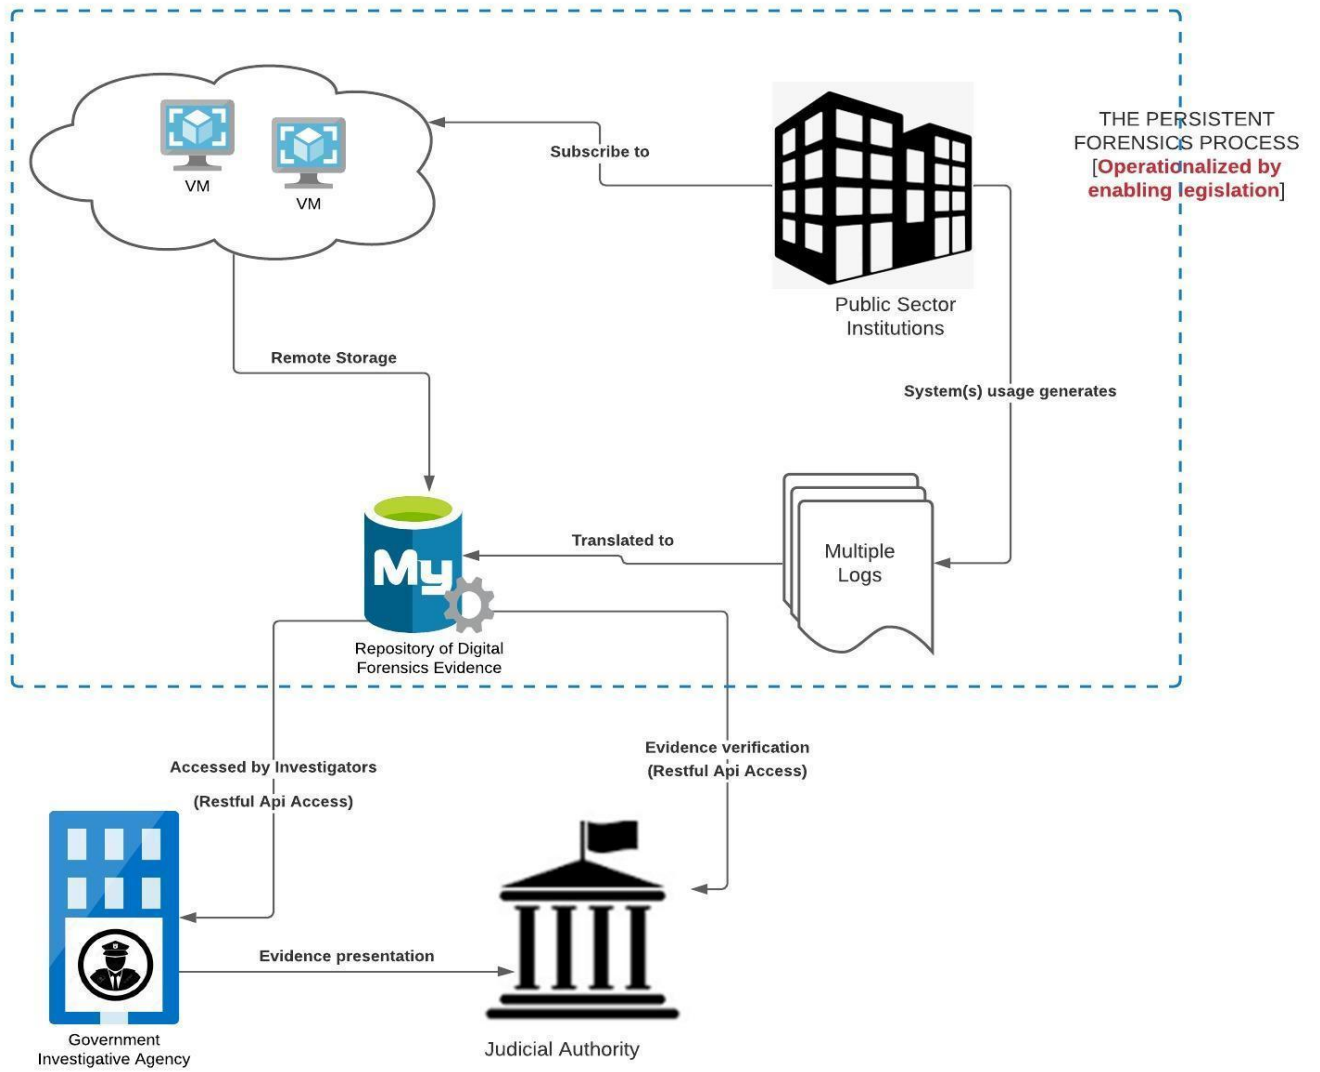 THE PERSISTENT
FORENSICS PROCESS
[Operationalized by
enabling legislation]
VM
VM
Subscribe to
Public Sector
Institutions
Remote Storage
System(s) usage generates
Translated to
Multiple
Logs
My
Repository of Digital
Forensics Evidence
Accessed by Investigators
(Restful Api Access)
Evidence verification
(Restful Api Access)
Evidence presentation
Government
Investigative Agency
Judicial Authority